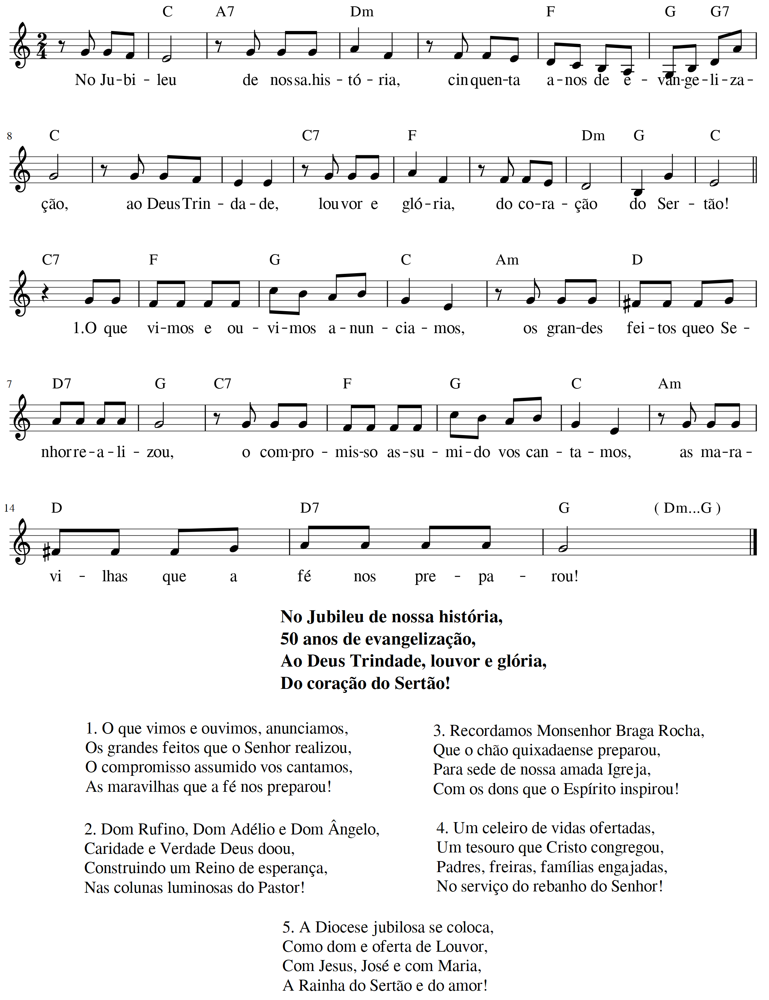 C A7 Dm F G G7
2
4
No Ju-bi-leu de nossa.his-tó-ria, cinquen-ta a-nos de e-van-ge-li-za-
8
C C7 F Dm G C
ção, ao Deus Trin-da-de, louvor e gló-ria, do co-ra-ção do Ser-tão!
C7 F G C Am D
1.O que vi-mos e ou-vi-mos a-nun-cia-mos, os gran-des fei-tos queo Se-
7
D7 G C7 F G C Am
nhorre-a-li-zou, o com-pro-mis-so as-su-mi-do vos can-ta-mos, as ma-ra-
14
D D7 G ( Dm...G )
vi-lhas que a fé nos pre-pa-rou!
No Jubileu de nossa história,
50 anos de evangelização,
Ao Deus Trindade, louvor e glória,
Do coração do Sertão!
1. O que vimos e ouvimos, anunciamos,
Os grandes feitos que o Senhor realizou,
O compromisso assumido vos cantamos,
As maravilhas que a fé nos preparou!
2. Dom Rufino, Dom Adélio e Dom Ângelo,
Caridade e Verdade Deus doou,
Construindo um Reino de esperança,
Nas colunas luminosas do Pastor!
3. Recordamos Monsenhor Braga Rocha,
Que o chão quixadaense preparou,
Para sede de nossa amada Igreja,
Com os dons que o Espírito inspirou!
4. Um celeiro de vidas ofertadas,
Um tesouro que Cristo congregou,
Padres, freiras, famílias engajadas,
No serviço do rebanho do Senhor!
5. A Diocese jubilosa se coloca,
Como dom e oferta de Louvor,
Com Jesus, José e com Maria,
A Rainha do Sertão e do amor!